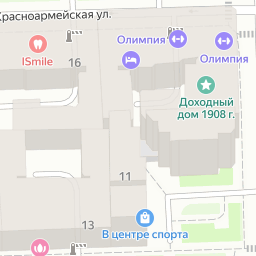 Красноармейская ул.
Олимпия
ISmile
16
Олимпия
Доходный
дом 1908 г.
11
В центре спорта
13